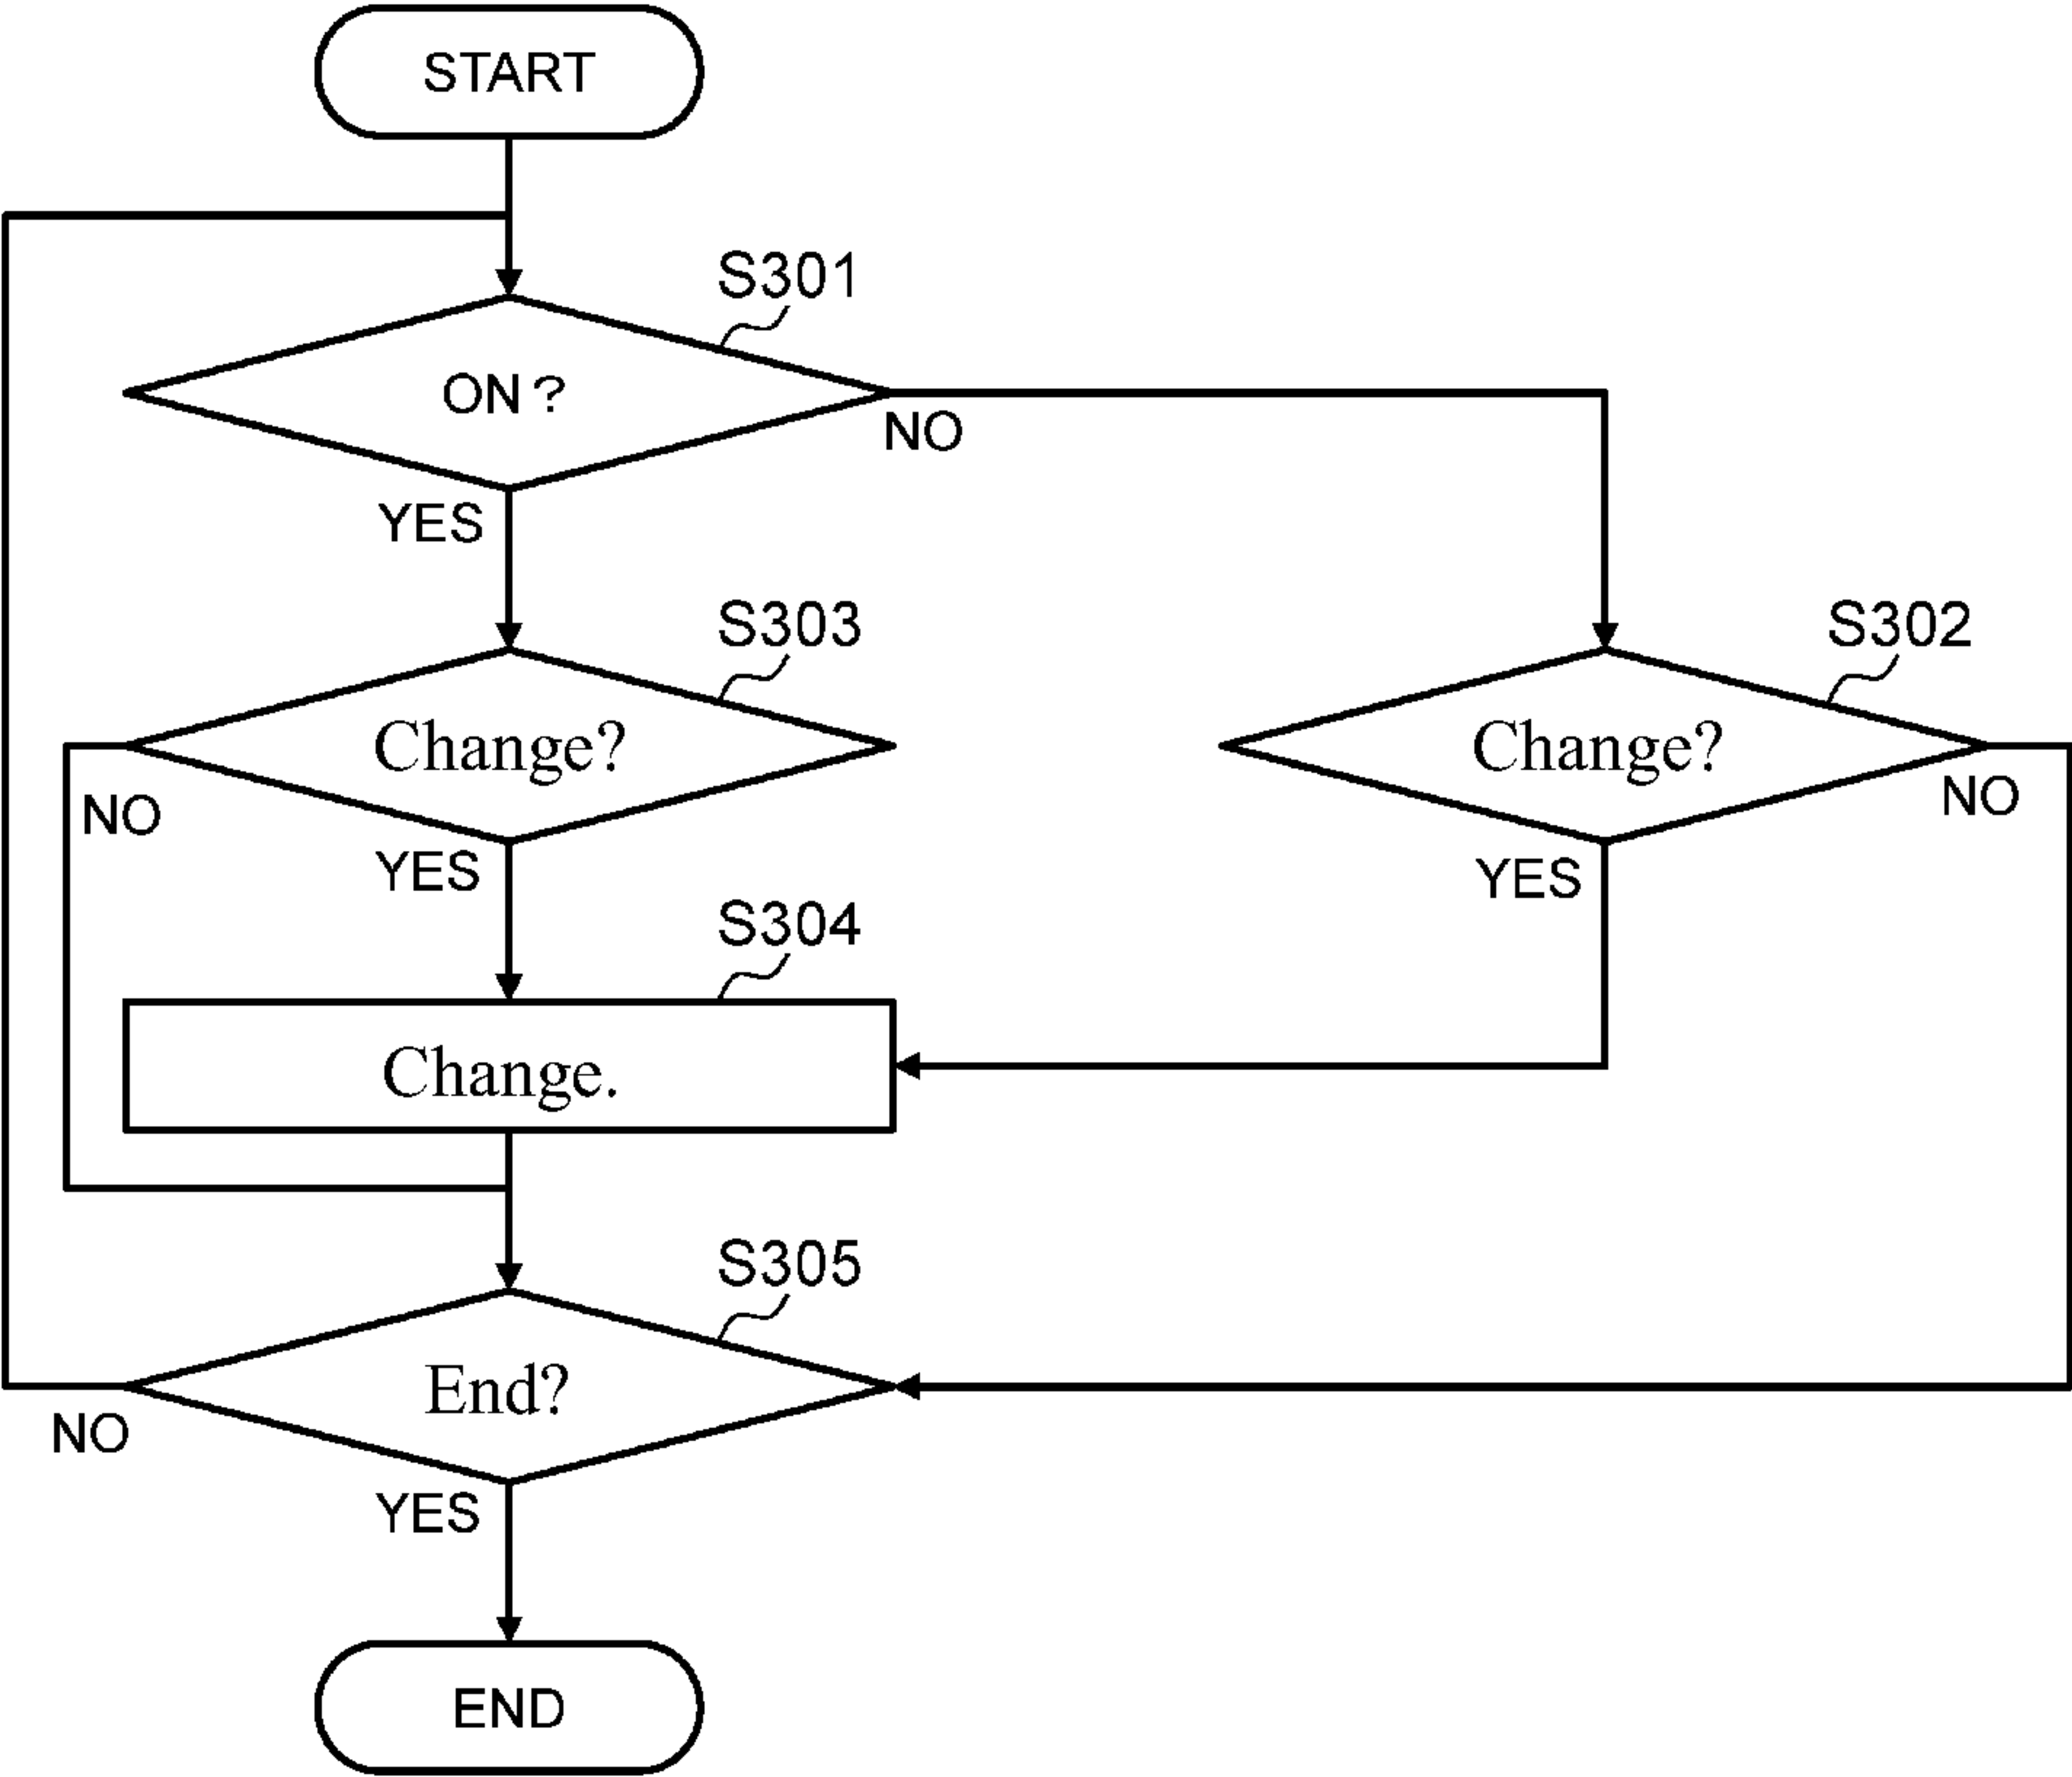 START
S301
ON ?
NO
YES
S303
S302
Change?
Change?
NO
NO
YES
YES
S304
Change.
S305
End?
NO
YES
END